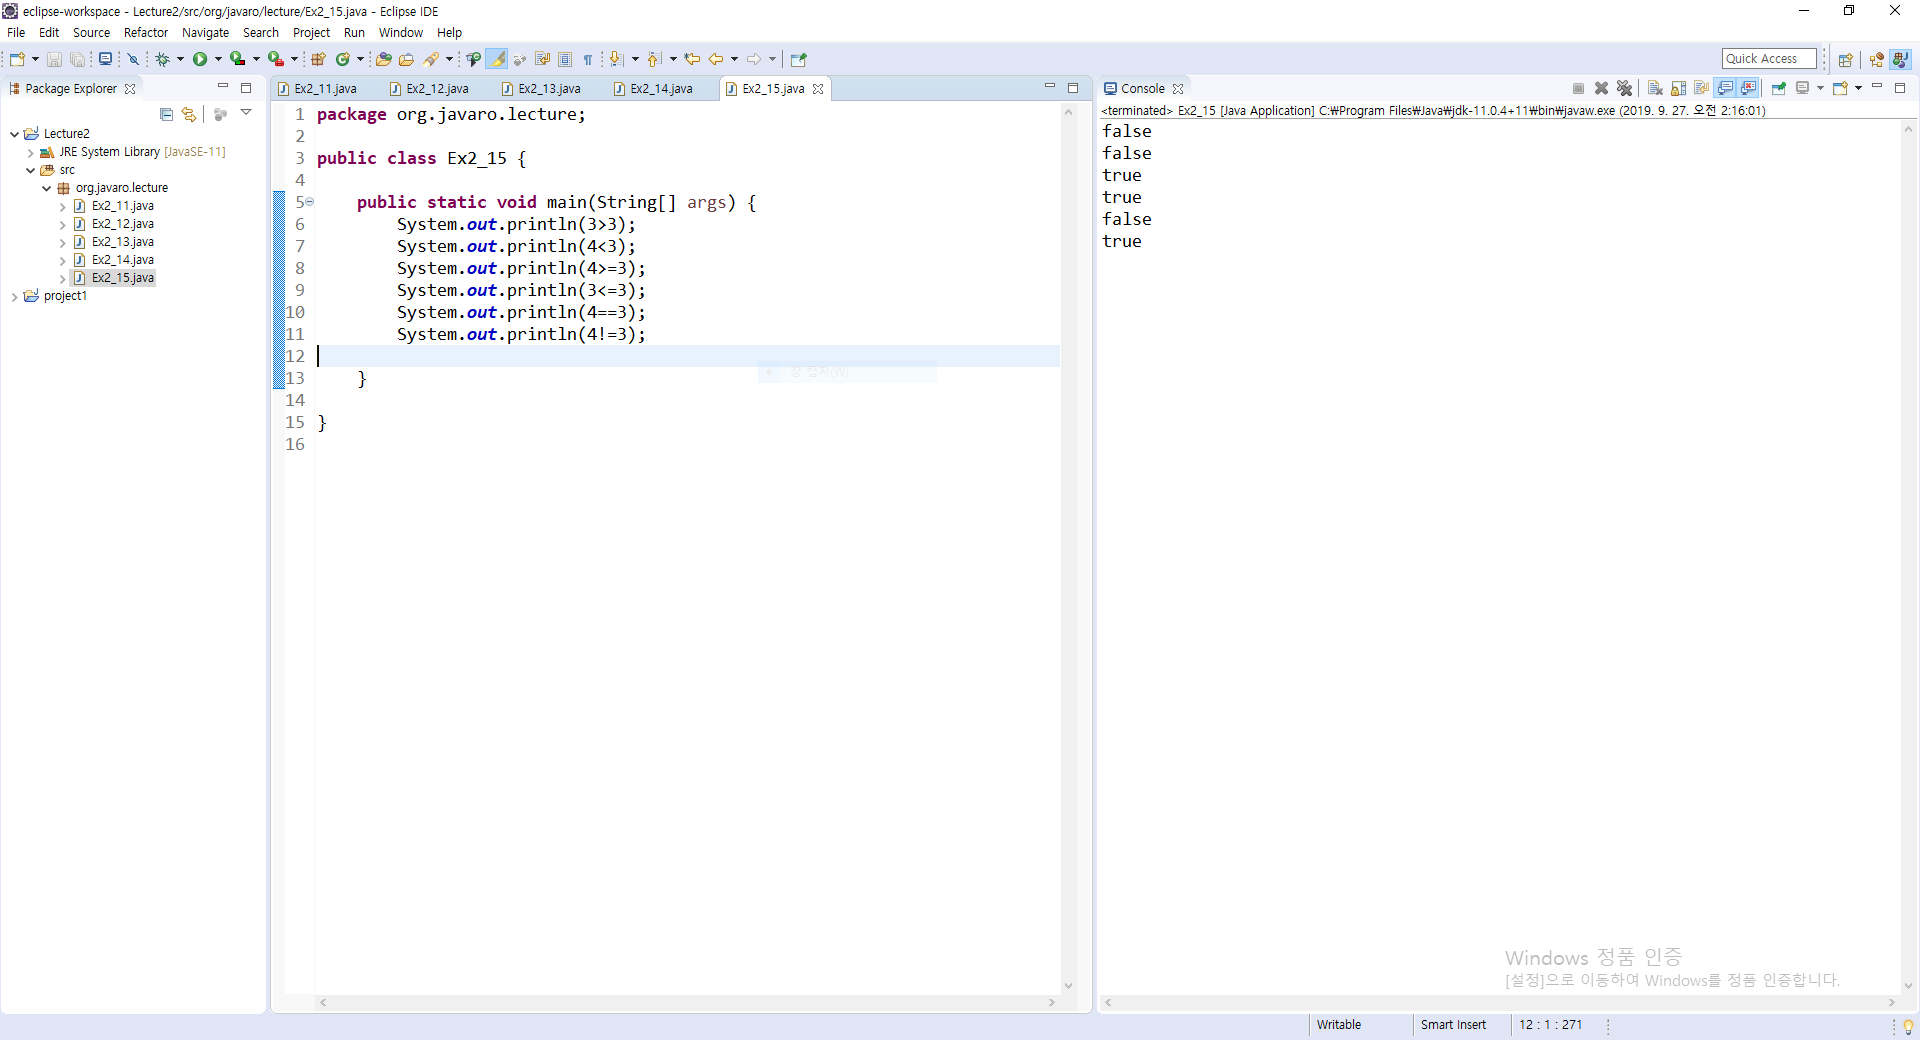 eclipse-workspace - Lecture2/src/org/javaro/lecture/Ex2_15.java - Eclipse IDE
File Edit Source Refactor Navigate Search Project Run Window Help
Quick Access
Package Explorer
Lecture2
JRE System Library [JavaSE-11]
src
org.javaro.lecture
Ex2_11.java
Ex2_12.java
Ex2_13.java
Ex2_14.java
Ex2_15.java
project1
Ex2_11.java Ex2_12.java Ex2_13.java Ex2_14.java Ex2_15.java
1 package org.javaro.lecture;
2
3 public class Ex2_15 {
4
5 public static void main(String[] args) {
6 System.out.println(3>3);
7 System.out.println(4<3);
8 System.out.println(4>=3);
9 System.out.println(3<=3);
10 System.out.println(4==3);
11 System.out.println(4!=3);
12
창 캡처(W)
13 }
14
15 }
16
Console
<terminated> Ex2_15 [Java Application] C:₩Program Files₩Java₩jdk-11.0.4+11₩bin₩javaw.exe (2019. 9. 27. 오전 2:16:01)
false
false
true
true
false
true
Windows 정품 인증
[설정]으로 이동하여 Windows를 정품 인증합니다.
Writable Smart Insert 12 : 1 : 271